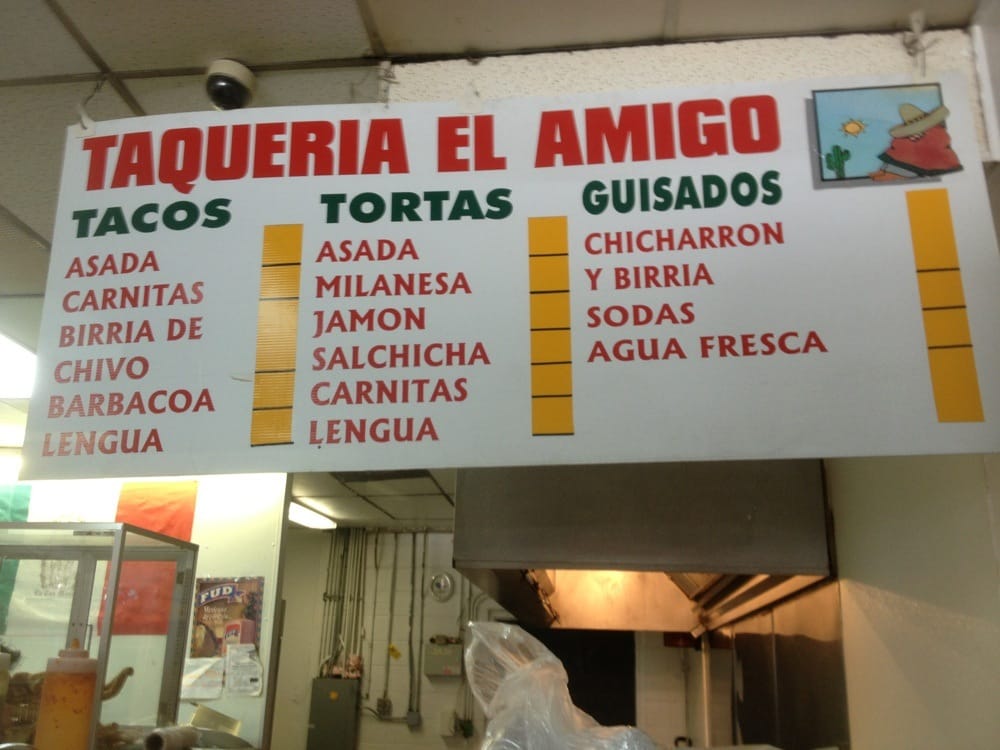 TAQUERIA EL AMIGO
TACOS
ASADA
CARNITAS
BIRRIA DE
CHIVO
BARBACOA
LENGUA
TORTAS
ASADA
MILANESA
JAMON
SALCHICHA
CARNITAS
LENGUA
GUISADOS
CHICHARRON
Y BIRRIA
SODAS
AGUA FRESCA
FUD